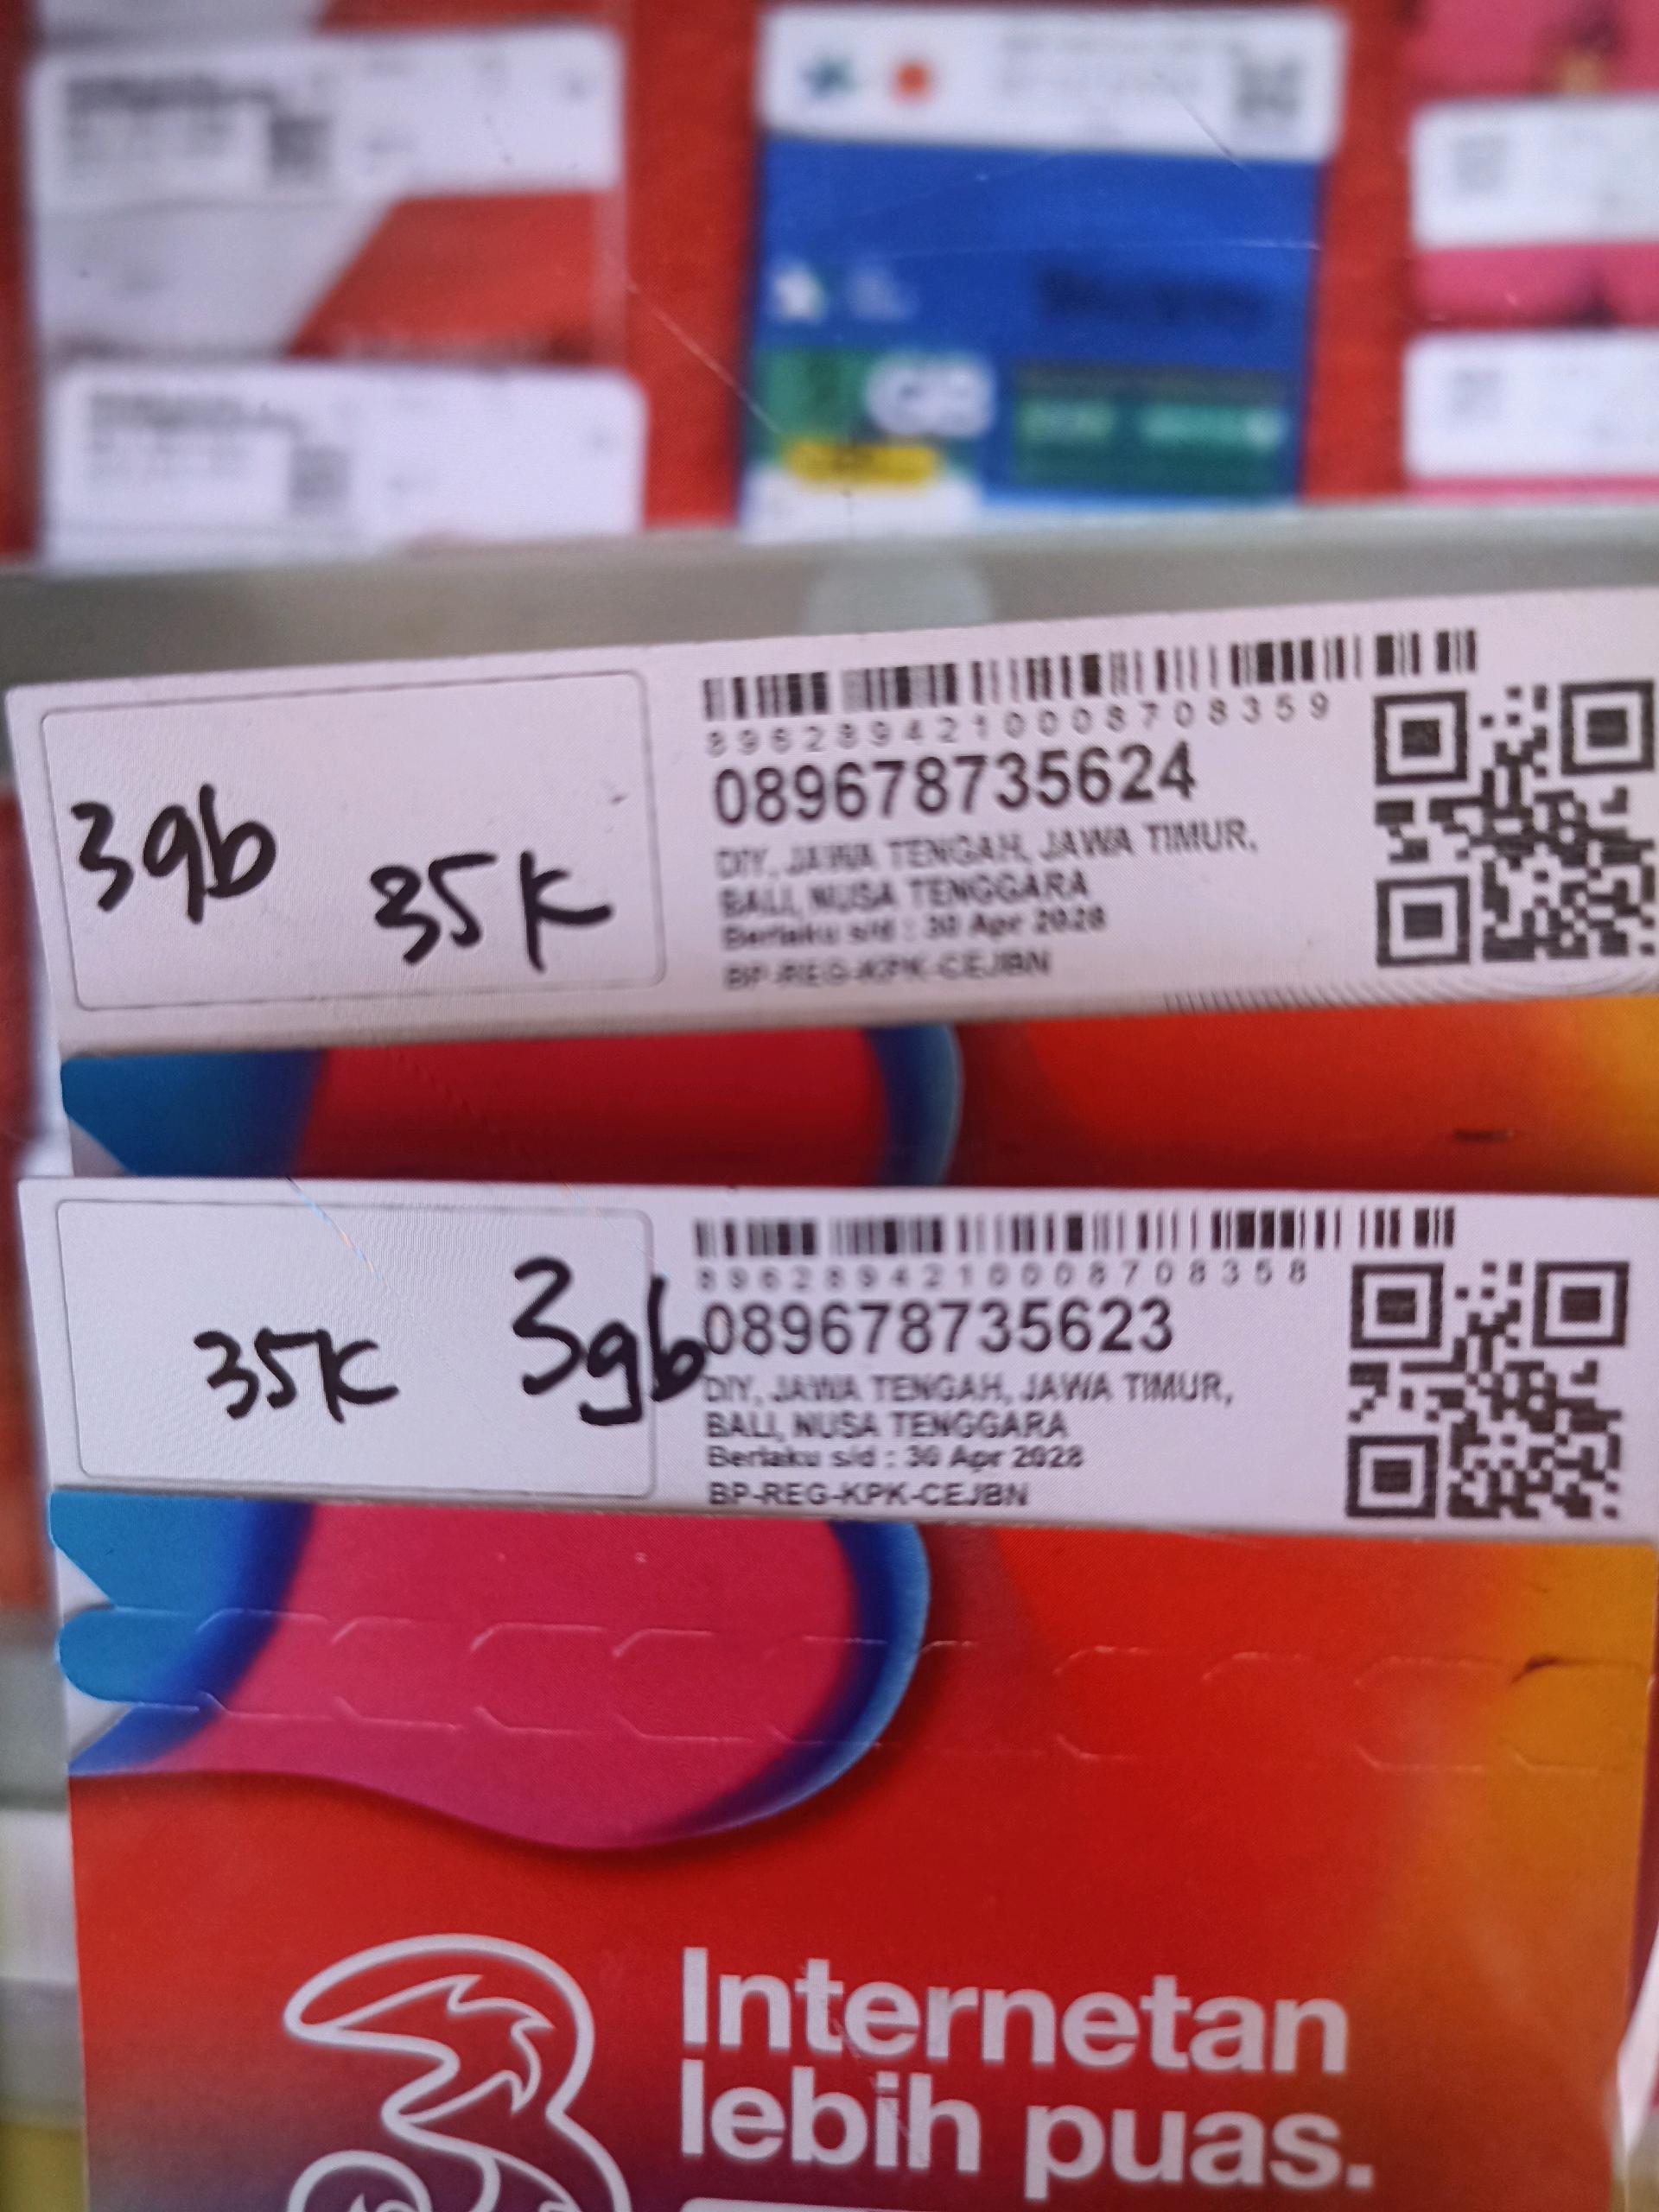 3gb 35K
8962894210008708359
089678735624
DIY, JAWA TENGAH, JAWA TIMUR,
BALI, NUSA TENGGARA
Berlaku s/d : 30 Apr 2028
BP-REG-KPK-CEJBN
35K 3gb
8962894210008708358
089678735623
DIY, JAWA TENGAH, JAWA TIMUR,
BALI, NUSA TENGGARA
Berlaku s/d : 30 Apr 2028
BP-REG-KPK-CEJBN
3
Internetan
lebih puas.